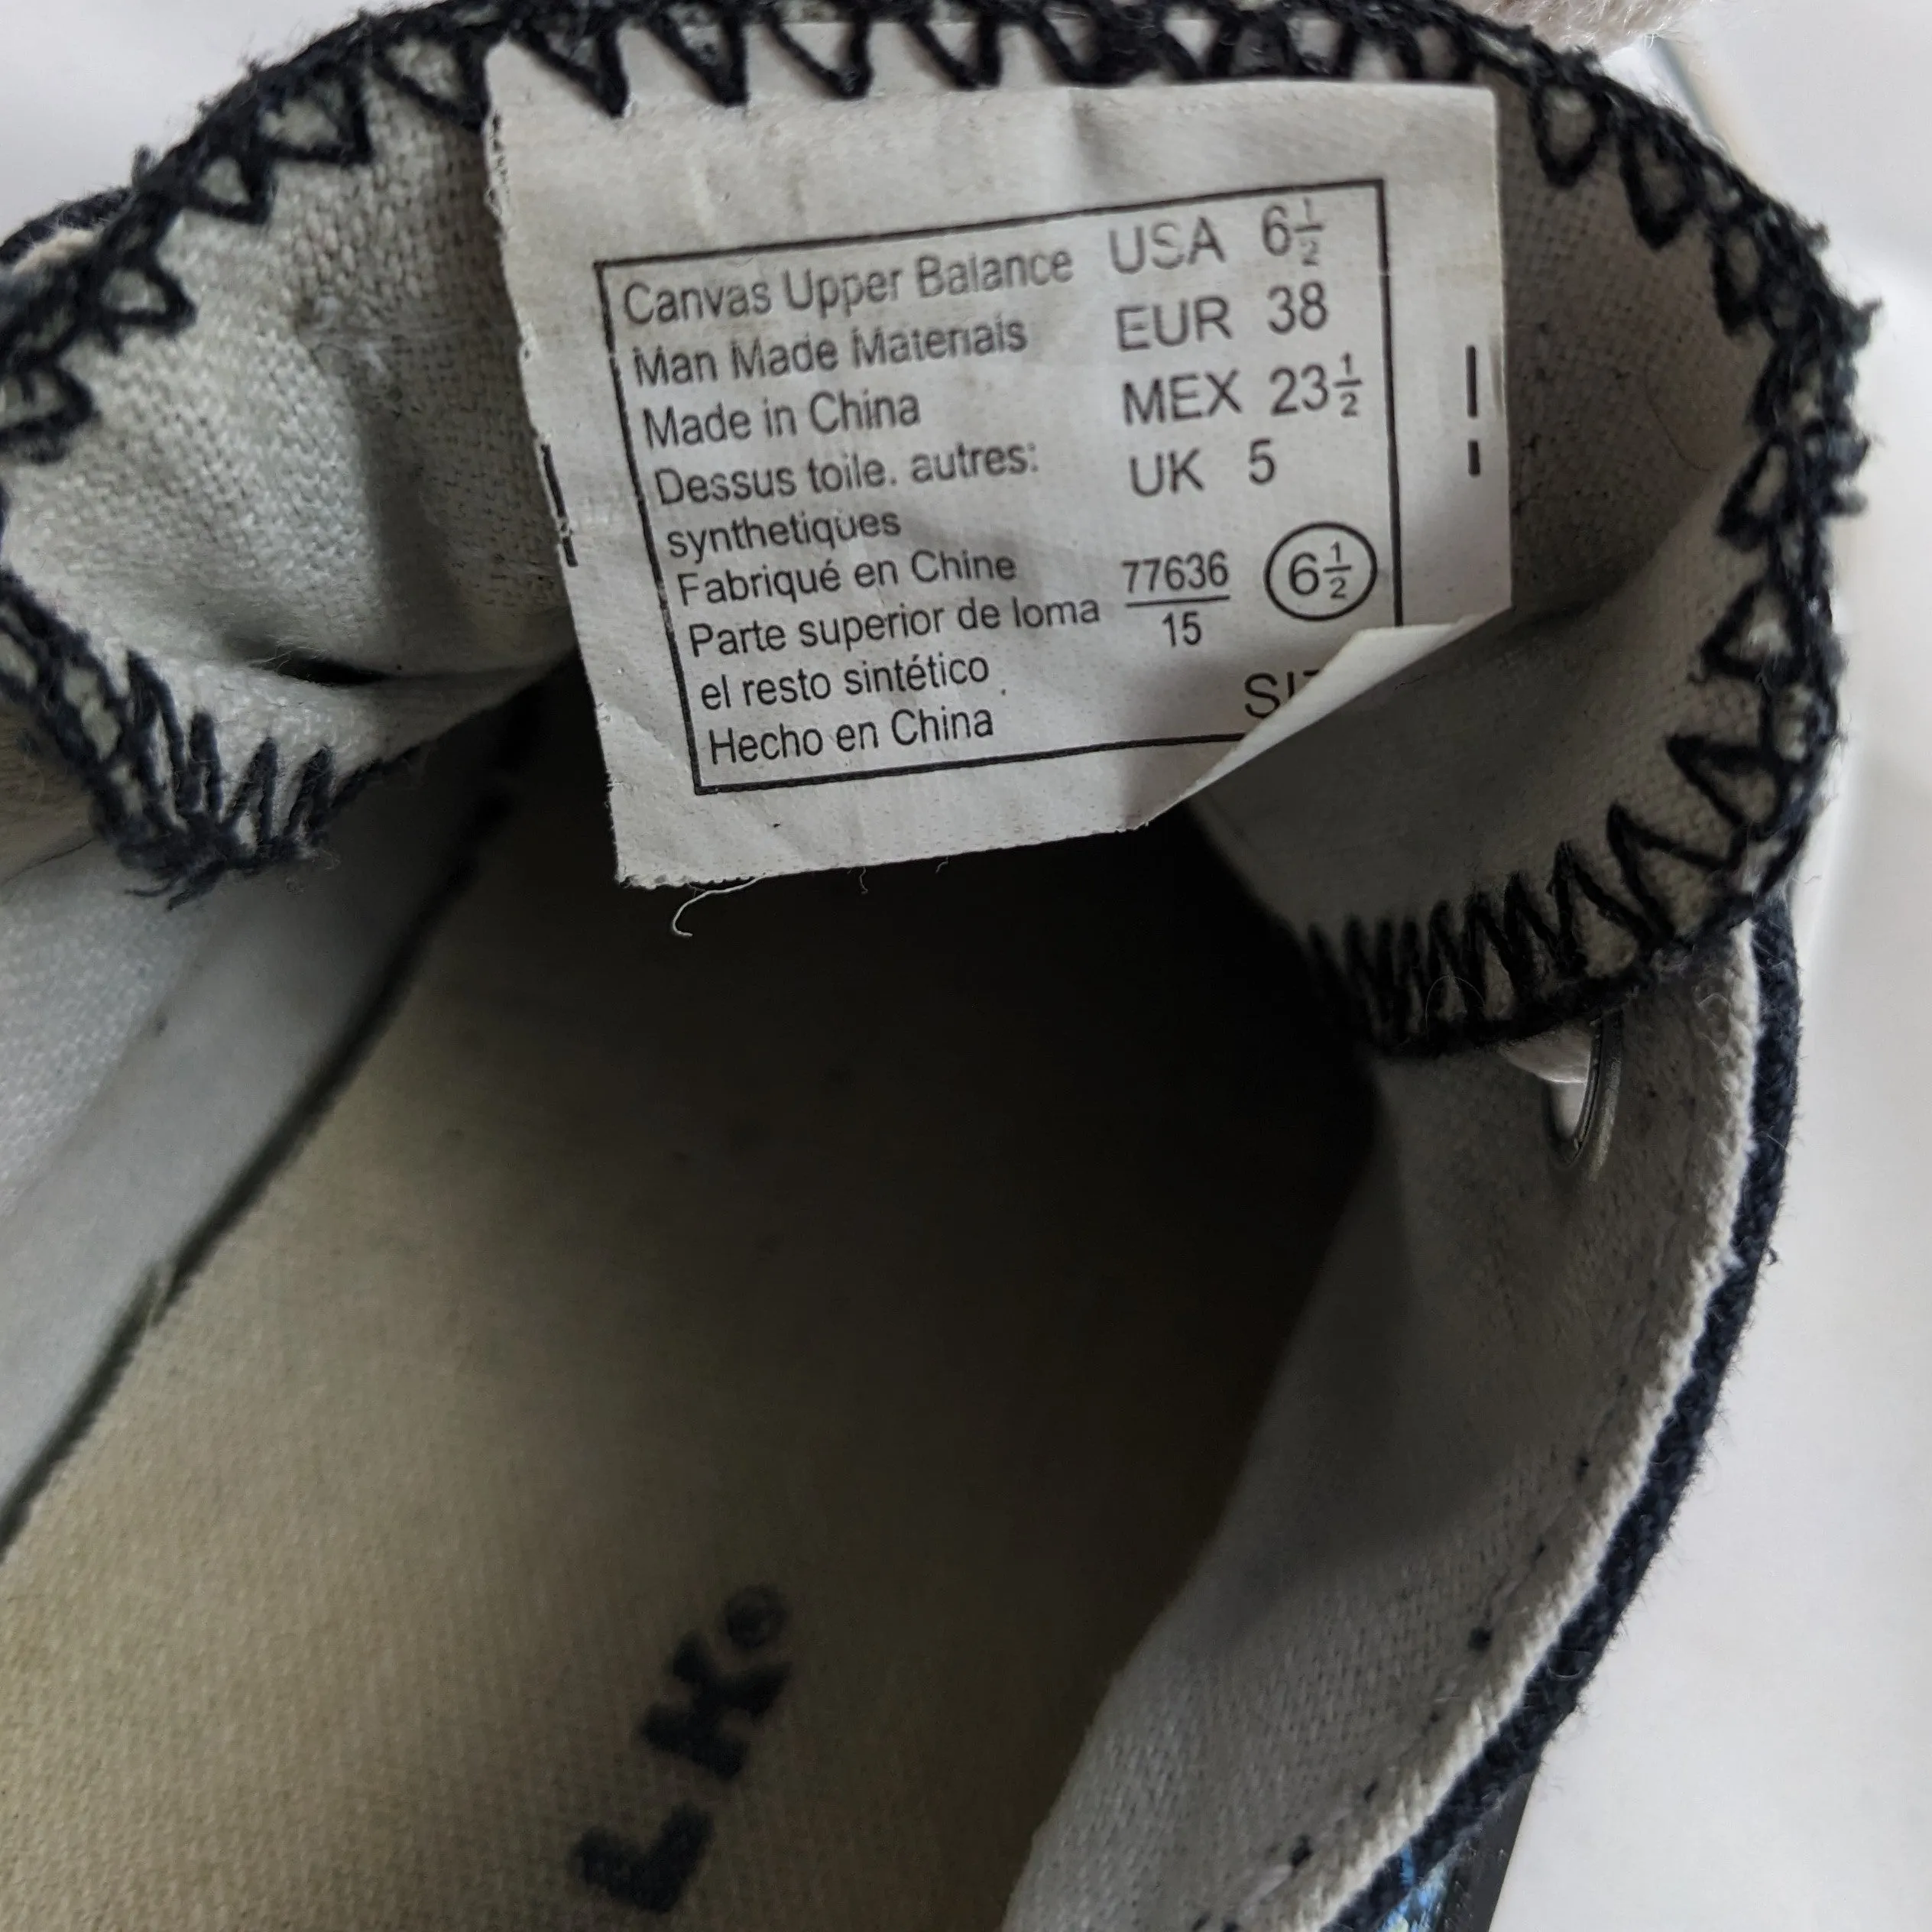 Canvas Upper Balance USA 6½
Man Made Materials EUR 38
Made in China MEX 23½
Dessus toile. autres: UK 5
synthetiques
Fabriqué en Chine 77636 6½
Parte superior de loma 15
el resto sintético
Hecho en China